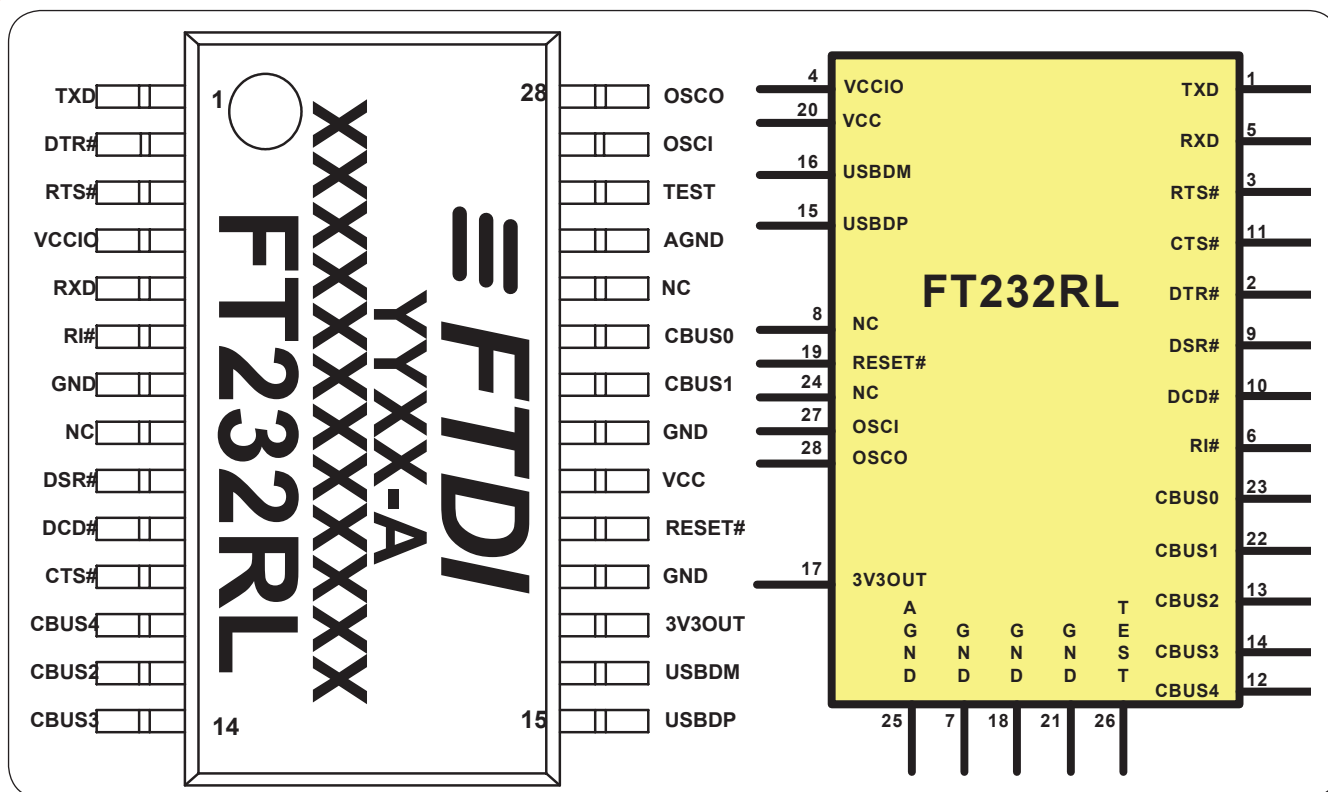 TXD
DTR#
RTS#
VCCIO
RXD
RI#
GND
NC
DSR#
DCD#
CTS#
CBUS4
CBUS2
CBUS3
1
14
28
15
FT232RL
XXXXXXXXXXXX
YYXX-A
FTDI
OSCO
OSCI
TEST
AGND
NC
CBUS0
CBUS1
GND
VCC
RESET#
GND
3V3OUT
USBDM
USBDP
4 VCCIO
20 VCC
16 USBDM
15 USBDP
8 NC
19 RESET#
24 NC
27 OSCI
28 OSCO
17 3V3OUT
FT232RL
TXD 1
RXD 5
RTS# 3
CTS# 11
DTR# 2
DSR# 9
DCD# 10
RI# 6
CBUS0 23
CBUS1 22
CBUS2 13
CBUS3 14
CBUS4 12
AGND
GND
GND
GND
TEST
25 7 18 21 26